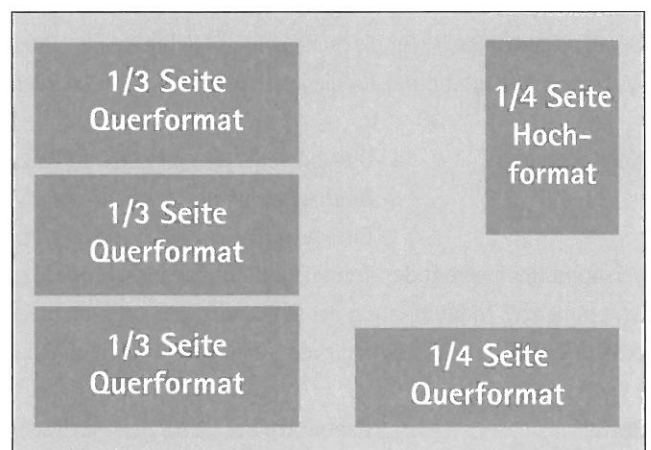 1/3 Seite
Querformat
1/3 Seite
Querformat
1/3 Seite
Querformat
1/4 Seite
Hoch-
format
1/4 Seite
Querformat